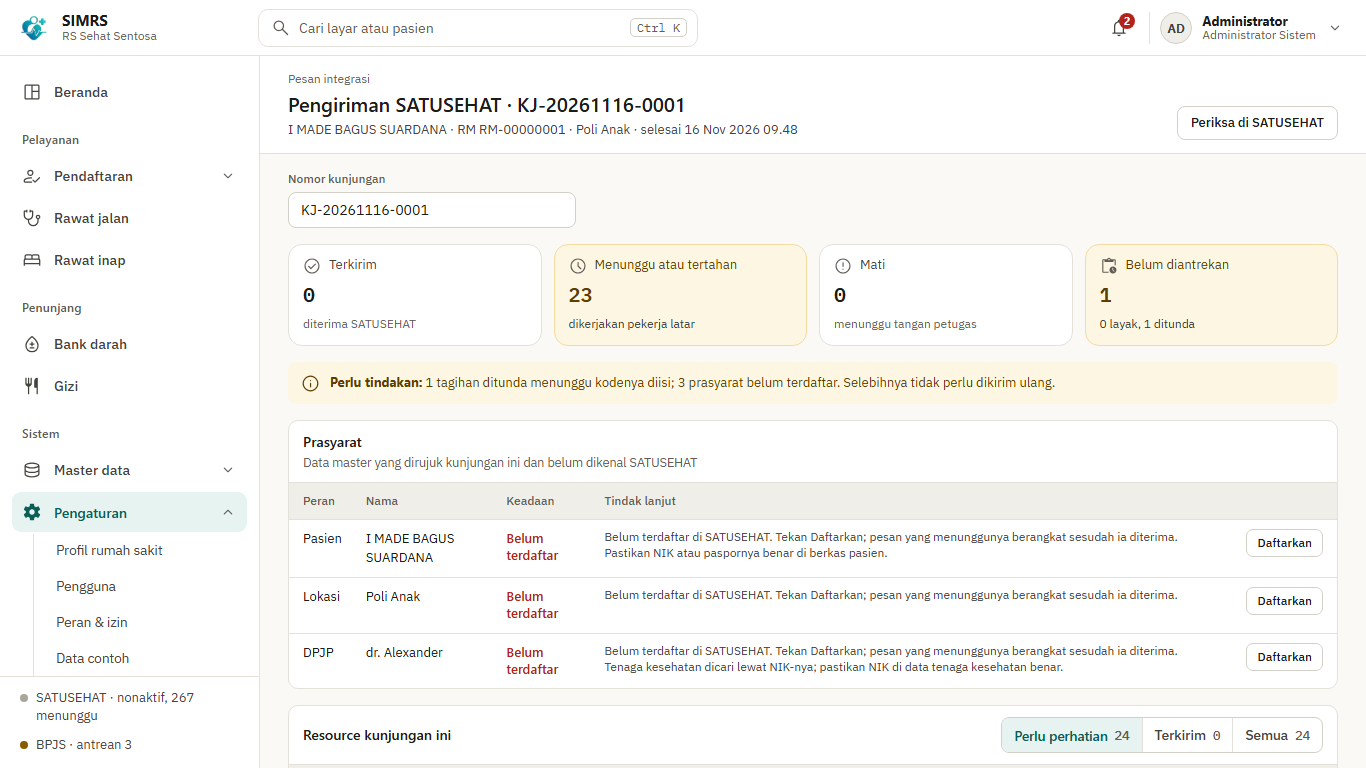 SIMRS
RS Sehat Sentosa
Cari layar atau pasien
Ctrl K
2
AD
Administrator
Administrator Sistem
Beranda
Pelayanan
Pendaftaran
Rawat jalan
Rawat inap
Penunjang
Bank darah
Gizi
Sistem
Master data
Pengaturan
Profil rumah sakit
Pengguna
Peran & izin
Data contoh
SATUSEHAT · nonaktif, 267
menunggu
BPJS · antrean 3
Pesan integrasi
Pengiriman SATUSEHAT · KJ-20261116-0001
I MADE BAGUS SUARDANA · RM RM-00000001 · Poli Anak · selesai 16 Nov 2026 09.48
Periksa di SATUSEHAT
Nomor kunjungan
KJ-20261116-0001
Terkirim
0
diterima SATUSEHAT
Menunggu atau tertahan
23
dikerjakan pekerja latar
Mati
0
menunggu tangan petugas
Belum diantrekan
1
0 layak, 1 ditunda
Perlu tindakan: 1 tagihan ditunda menunggu kodenya diisi; 3 prasyarat belum terdaftar. Selebihnya tidak perlu dikirim ulang.
Prasyarat
Data master yang dirujuk kunjungan ini dan belum dikenal SATUSEHAT
Peran Nama Keadaan Tindak lanjut
Pasien
I MADE BAGUS
SUARDANA
Belum
terdaftar
Belum terdaftar di SATUSEHAT. Tekan Daftarkan; pesan yang menunggunya berangkat sesudah ia diterima.
Pastikan NIK atau paspornya benar di berkas pasien.
Daftarkan
Lokasi
Poli Anak
Belum
terdaftar
Belum terdaftar di SATUSEHAT. Tekan Daftarkan; pesan yang menunggunya berangkat sesudah ia diterima.
Daftarkan
DPJP
dr. Alexander
Belum
terdaftar
Belum terdaftar di SATUSEHAT. Tekan Daftarkan; pesan yang menunggunya berangkat sesudah ia diterima.
Tenaga kesehatan dicari lewat NIK-nya; pastikan NIK di data tenaga kesehatan benar.
Daftarkan
Resource kunjungan ini
Perlu perhatian 24
Terkirim 0
Semua 24